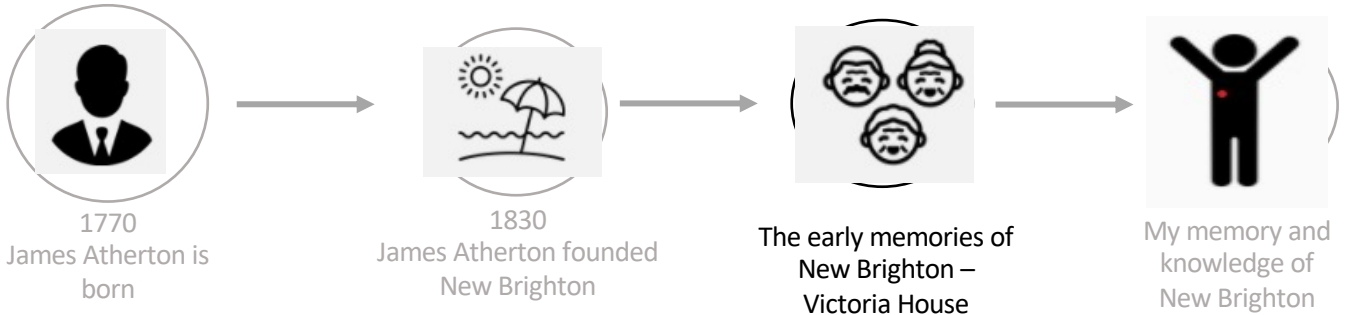 1770
James Atherton is
born
1830
James Atherton founded
New Brighton
The early memories of
New Brighton –
Victoria House
My memory and
knowledge of
New Brighton